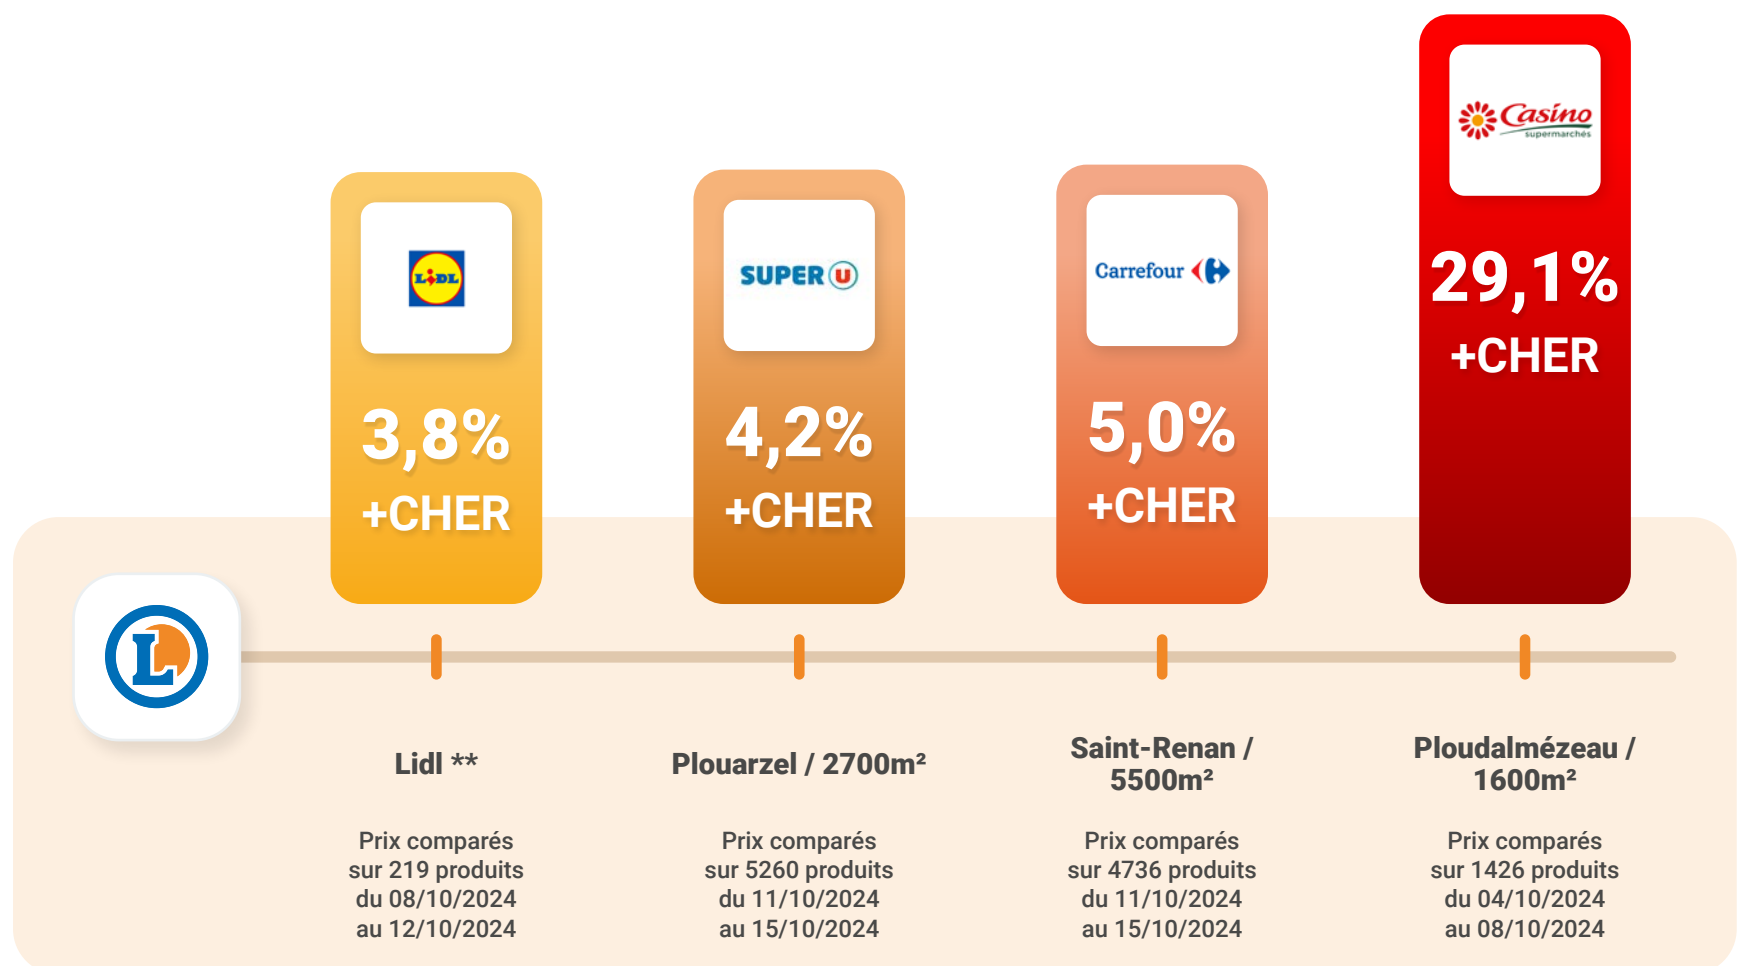 LIDL
3,8%
+CHER
SUPER U
4,2%
+CHER
Carrefour
5,0%
+CHER
Casino
supermarchés
29,1%
+CHER
L
Lidl **
Prix comparés
sur 219 produits
du 08/10/2024
au 12/10/2024
Plouarzel / 2700m²
Prix comparés
sur 5260 produits
du 11/10/2024
au 15/10/2024
Saint-Renan /
5500m²
Prix comparés
sur 4736 produits
du 11/10/2024
au 15/10/2024
Ploudalmézeau /
1600m²
Prix comparés
sur 1426 produits
du 04/10/2024
au 08/10/2024